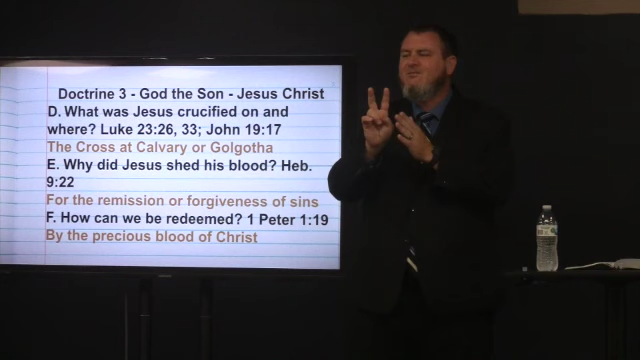 Doctrine 3 - God the Son - Jesus Christ
D. What was Jesus crucified on and
where? Luke 23:26, 33; John 19:17
The Cross at Calvary or Golgotha
E. Why did Jesus shed his blood? Heb.
9:22
For the remission or forgiveness of sins
F. How can we be redeemed? 1 Peter 1:19
By the precious blood of Christ